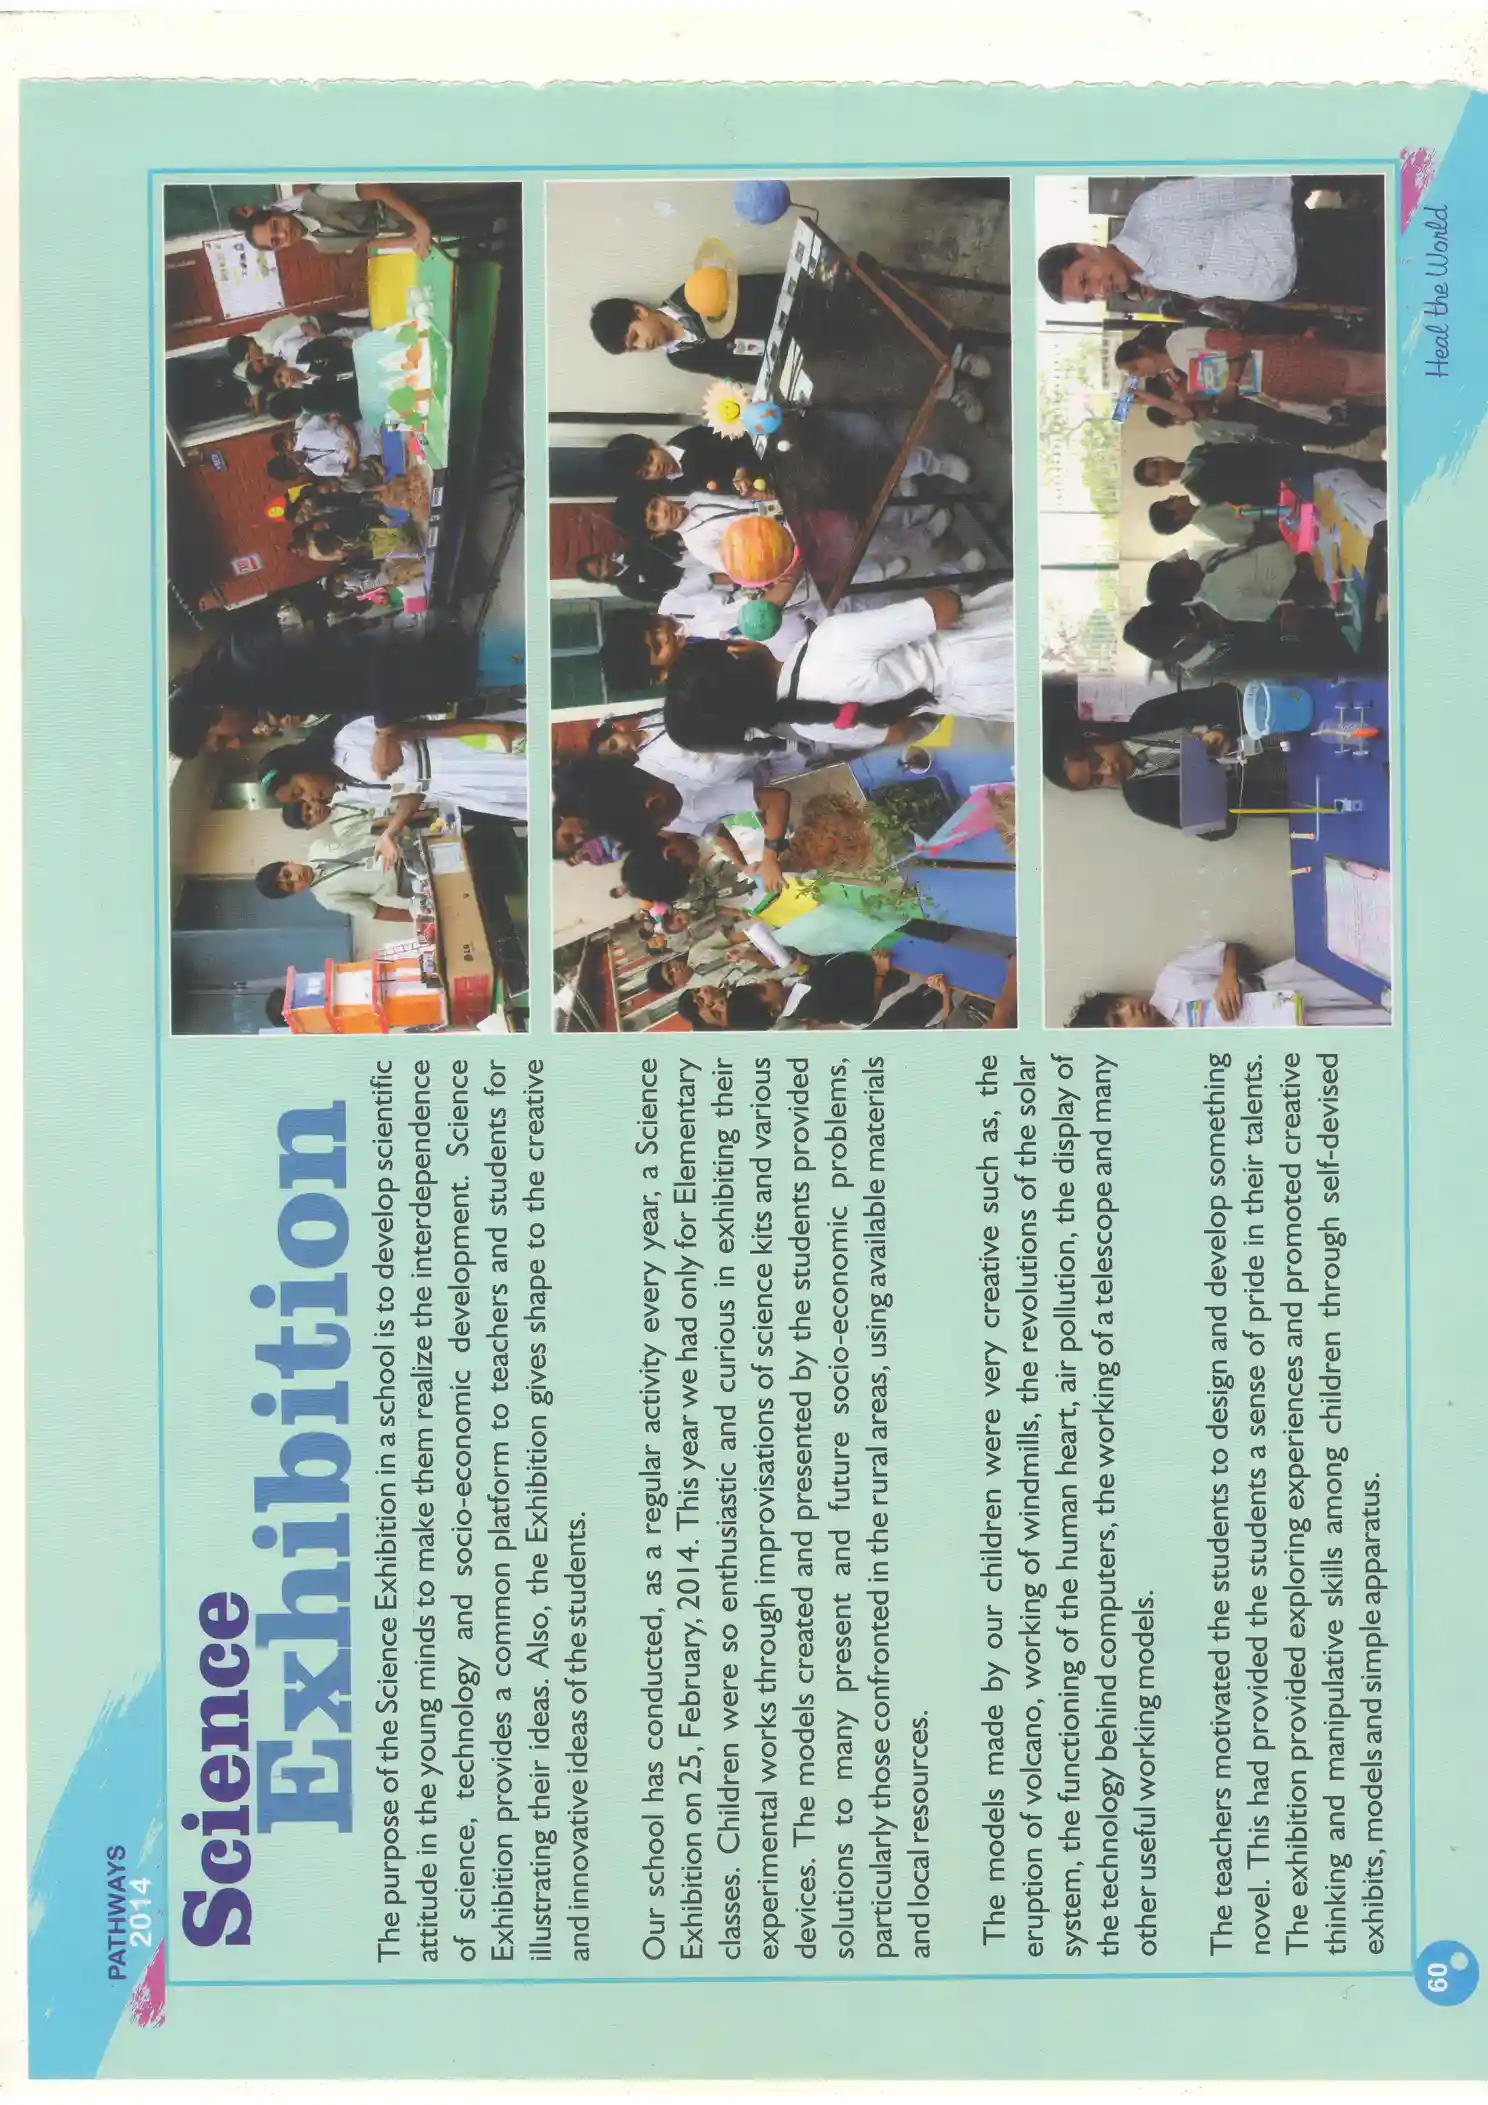 PATHWAYS
2014
Science
Exhibition
The purpose of the Science Exhibition in a school is to develop scientific
attitude in the young minds to make them realize the interdependence
of science, technology and socio-economic development. Science
Exhibition provides a common platform to teachers and students for
illustrating their ideas. Also, the Exhibition gives shape to the creative
and innovative ideas of the students.
Our school has conducted, as a regular activity every year, a Science
Exhibition on 25, February, 2014. This year we had only for Elementary
classes. Children were so enthusiastic and curious in exhibiting their
experimental works through improvisations of science kits and various
devices. The models created and presented by the students provided
solutions to many present and future socio-economic problems,
particularly those confronted in the rural areas, using available materials
and local resources.
The models made by our children were very creative such as, the
eruption of volcano, working of windmills, the revolutions of the solar
system, the functioning of the human heart, air pollution, the display of
the technology behind computers, the working of a telescope and many
other useful working models.
The teachers motivated the students to design and develop something
novel. This had provided the students a sense of pride in their talents.
The exhibition provided exploring experiences and promoted creative
thinking and manipulative skills among children through self-devised
exhibits, models and simple apparatus.
LG
60
Heal the World